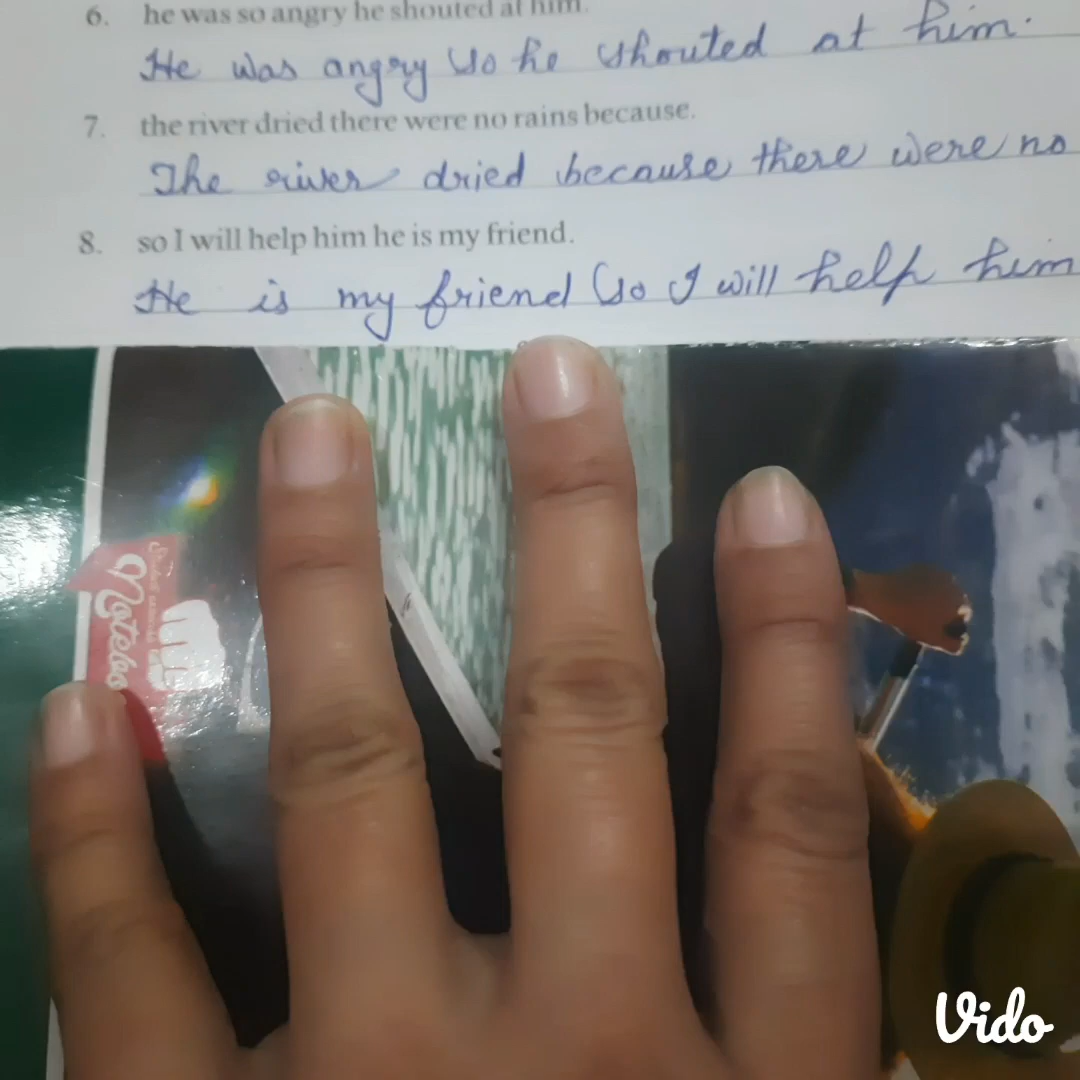 6. he was so angry he shouted at him.
He was angry so he shouted at him.
7. the river dried there were no rains because.
The river dried because there were no
8. so I will help him he is my friend.
He is my friend so I will help him
Notebo
Vido